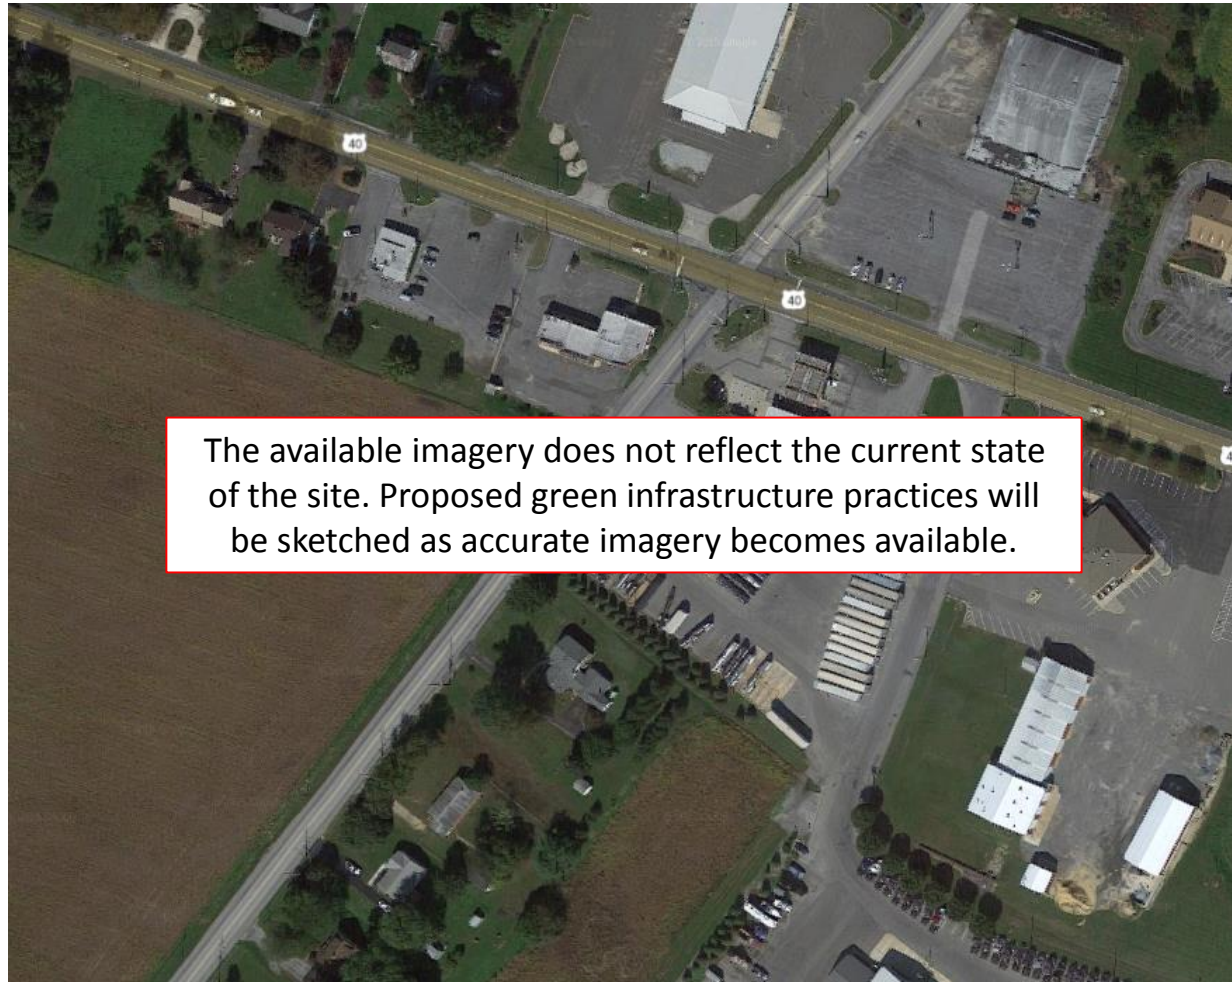 40
40
The available imagery does not reflect the current state
of the site. Proposed green infrastructure practices will
be sketched as accurate imagery becomes available.